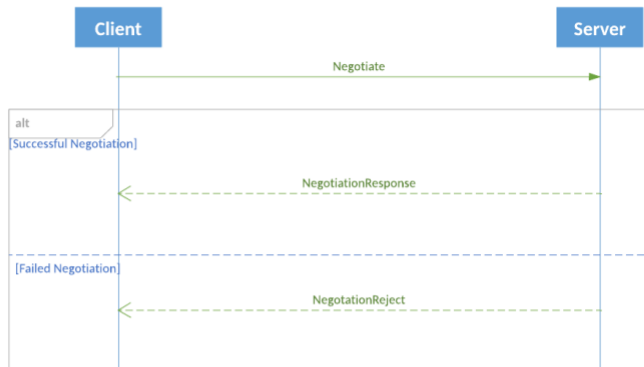 Client
Server
Negotiate
alt
[Successful Negotiation]
NegotiationResponse
[Failed Negotiation]
NegotationReject